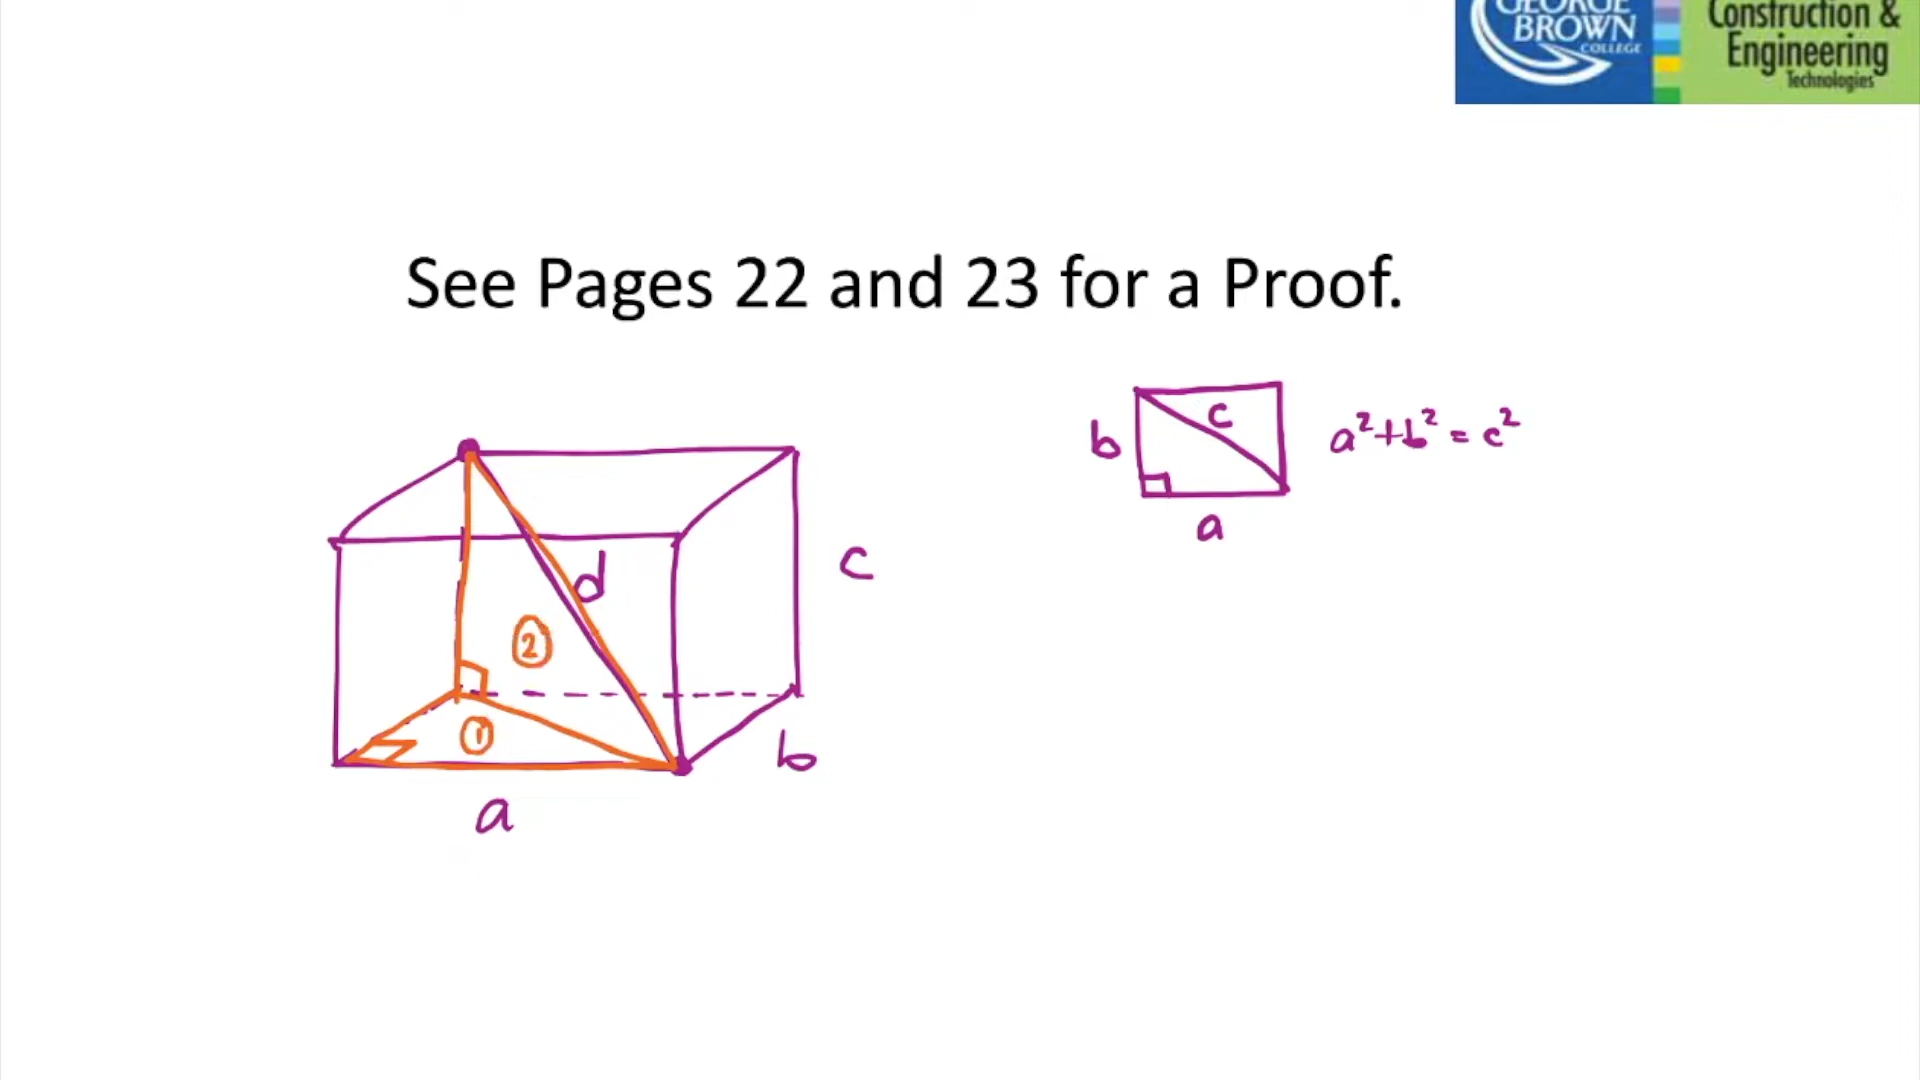 GEORGE
BROWN
COLLEGE
Construction &
Engineering
Technologies
See Pages 22 and 23 for a Proof.
b
c
a² + b² = c²
a
d
c
2
1
b
a